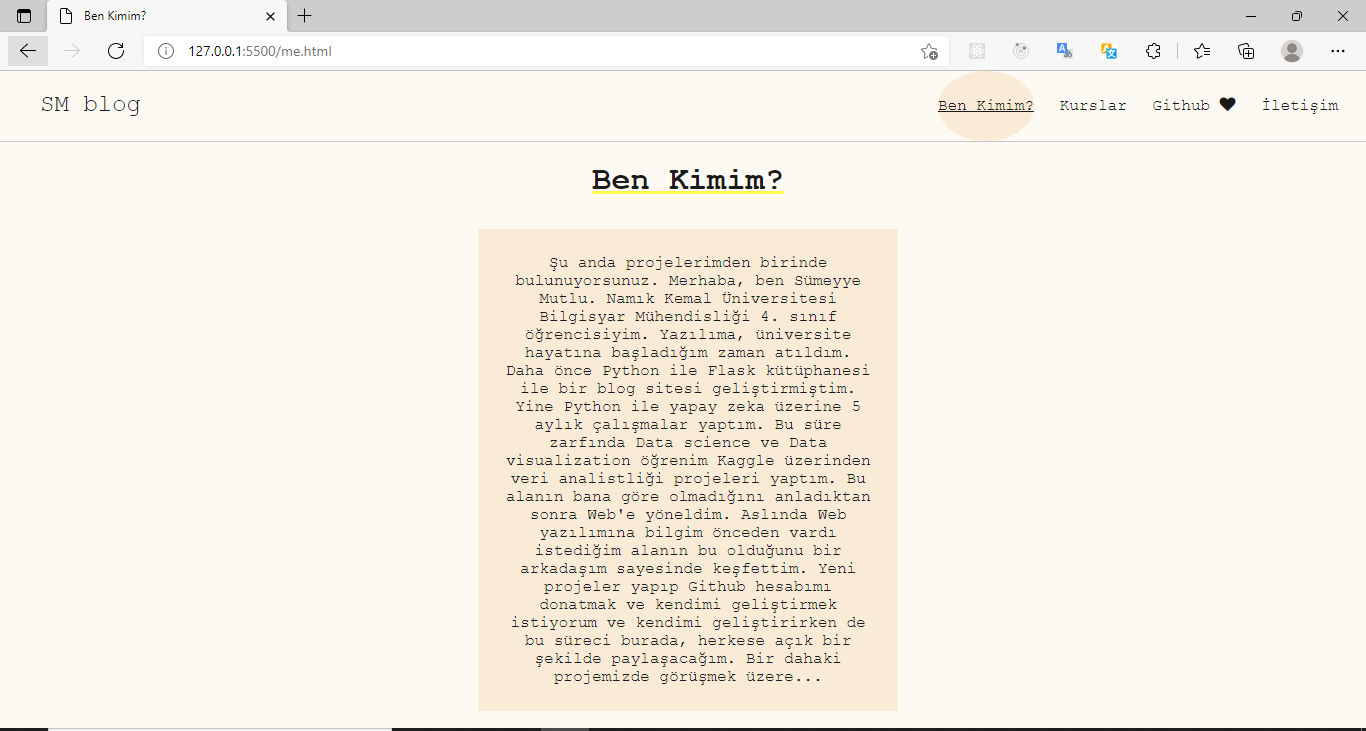 Ben Kimim?
127.0.0.1:5500/me.html
SM blog
Ben Kimim?
Kurslar
Github ♥
İletişim
Ben Kimim?
Şu anda projelerimden birinde
bulunuyorsunuz. Merhaba, ben Sümeyye
Mutlu. Namık Kemal Üniversitesi
Bilgisyar Mühendisliği 4. sınıf
öğrencisiyim. Yazılıma, üniversite
hayatına başladığım zaman atıldım.
Daha önce Python ile Flask kütüphanesi
ile bir blog sitesi geliştirmiştim.
Yine Python ile yapay zeka üzerine 5
aylık çalışmalar yaptım. Bu süre
zarfında Data science ve Data
visualization öğrenim Kaggle üzerinden
veri analistliği projeleri yaptım. Bu
alanın bana göre olmadığını anladıktan
sonra Web'e yöneldim. Aslında Web
yazılımına bilgim önceden vardı
istediğim alanın bu olduğunu bir
arkadaşım sayesinde keşfettim. Yeni
projeler yapıp Github hesabımı
donatmak ve kendimi geliştirmek
istiyorum ve kendimi geliştirirken de
bu süreci burada, herkese açık bir
şekilde paylaşacağım. Bir dahaki
projemizde görüşmek üzere...